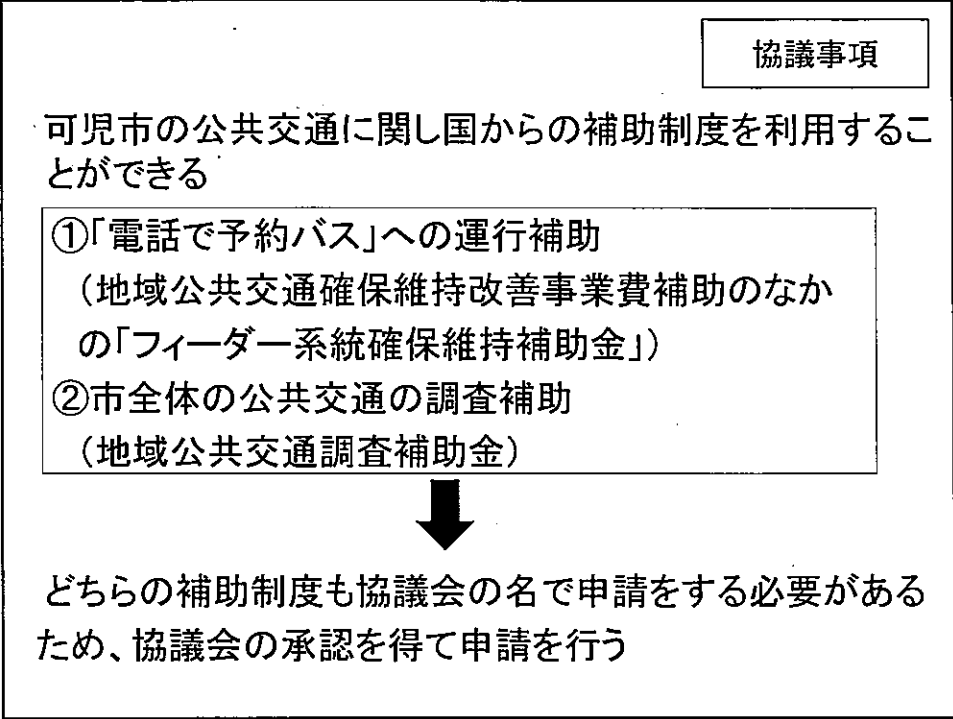 協議事項
可児市の公共交通に関し国からの補助制度を利用するこ
とができる
①「電話で予約バス」への運行補助
（地域公共交通確保維持改善事業費補助のなか
の「フィーダー系統確保維持補助金」）
②市全体の公共交通の調査補助
（地域公共交通調査補助金）
どちらの補助制度も協議会の名で申請をする必要がある
ため、協議会の承認を得て申請を行う